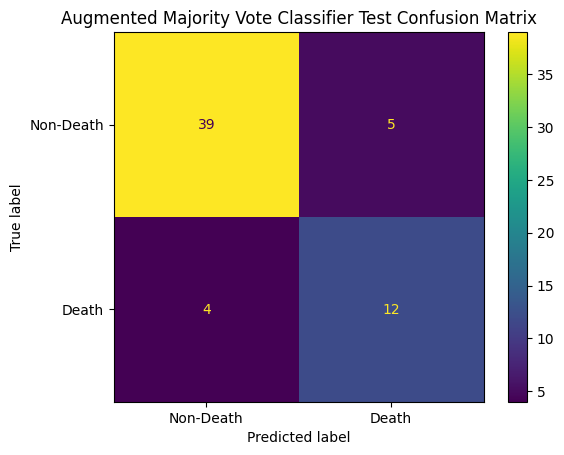 Augmented Majority Vote Classifier Test Confusion Matrix
True label
Non-Death
Death
39
5
4
12
Non-Death
Death
Predicted label
35
30
25
20
15
10
5